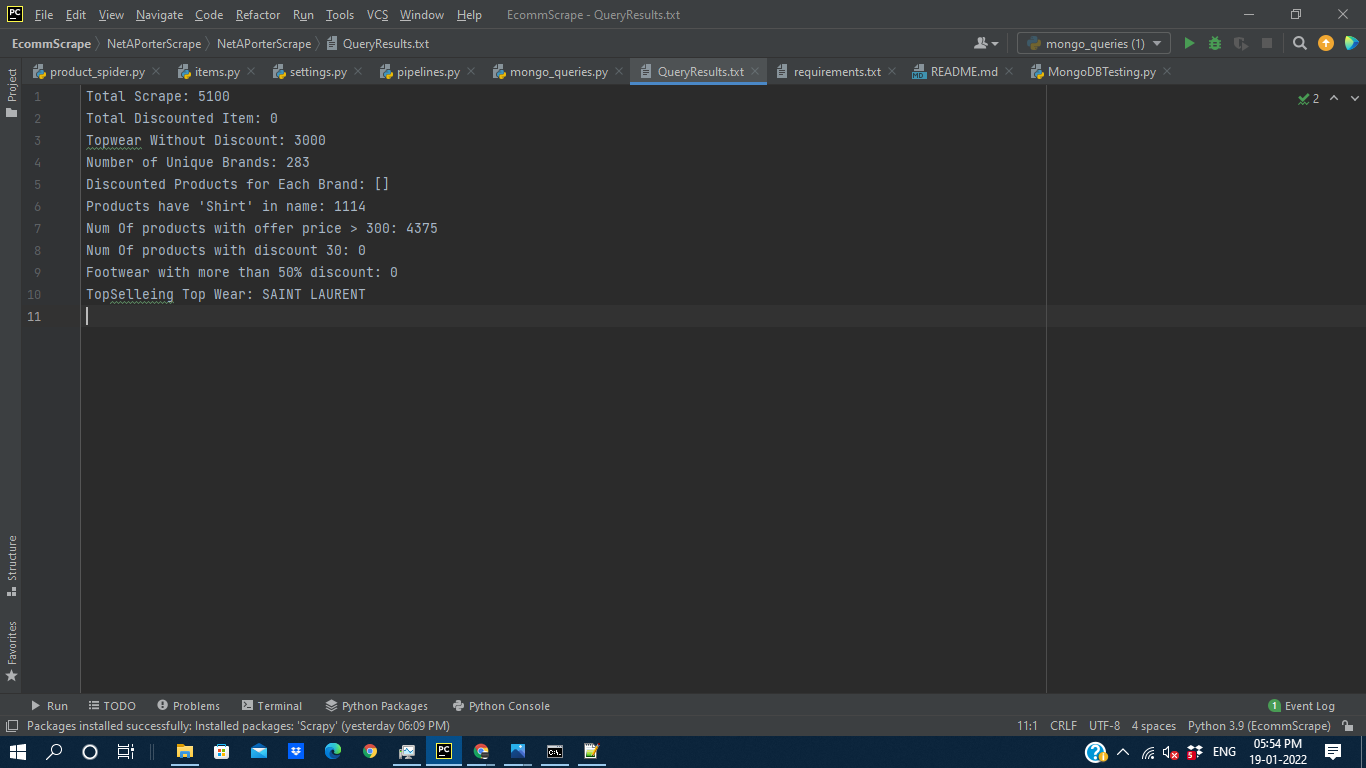 PC File Edit View Navigate Code Refactor Run Tools VCS Window Help EcommScrape - QueryResults.txt
EcommScrape NetAPorterScrape NetAPorterScrape QueryResults.txt mongo_queries (1)
product_spider.py items.py settings.py pipelines.py mongo_queries.py QueryResults.txt requirements.txt MD README.md MongoDBTesting.py
Project
1 Total Scrape: 5100 2
2 Total Discounted Item: 0
3 Topwear Without Discount: 3000
4 Number of Unique Brands: 283
5 Discounted Products for Each Brand: []
6 Products have 'Shirt' in name: 1114
7 Num Of products with offer price > 300: 4375
8 Num Of products with discount 30: 0
9 Footwear with more than 50% discount: 0
10 TopSelleing Top Wear: SAINT LAURENT
11
Structure
Favorites
Run TODO Problems Terminal Python Packages Python Console 1 Event Log
Packages installed successfully: Installed packages: 'Scrapy' (yesterday 06:09 PM) 11:1 CRLF UTF-8 4 spaces Python 3.9 (EcommScrape)
PC C:\. 5 ENG 05:54 PM
19-01-2022